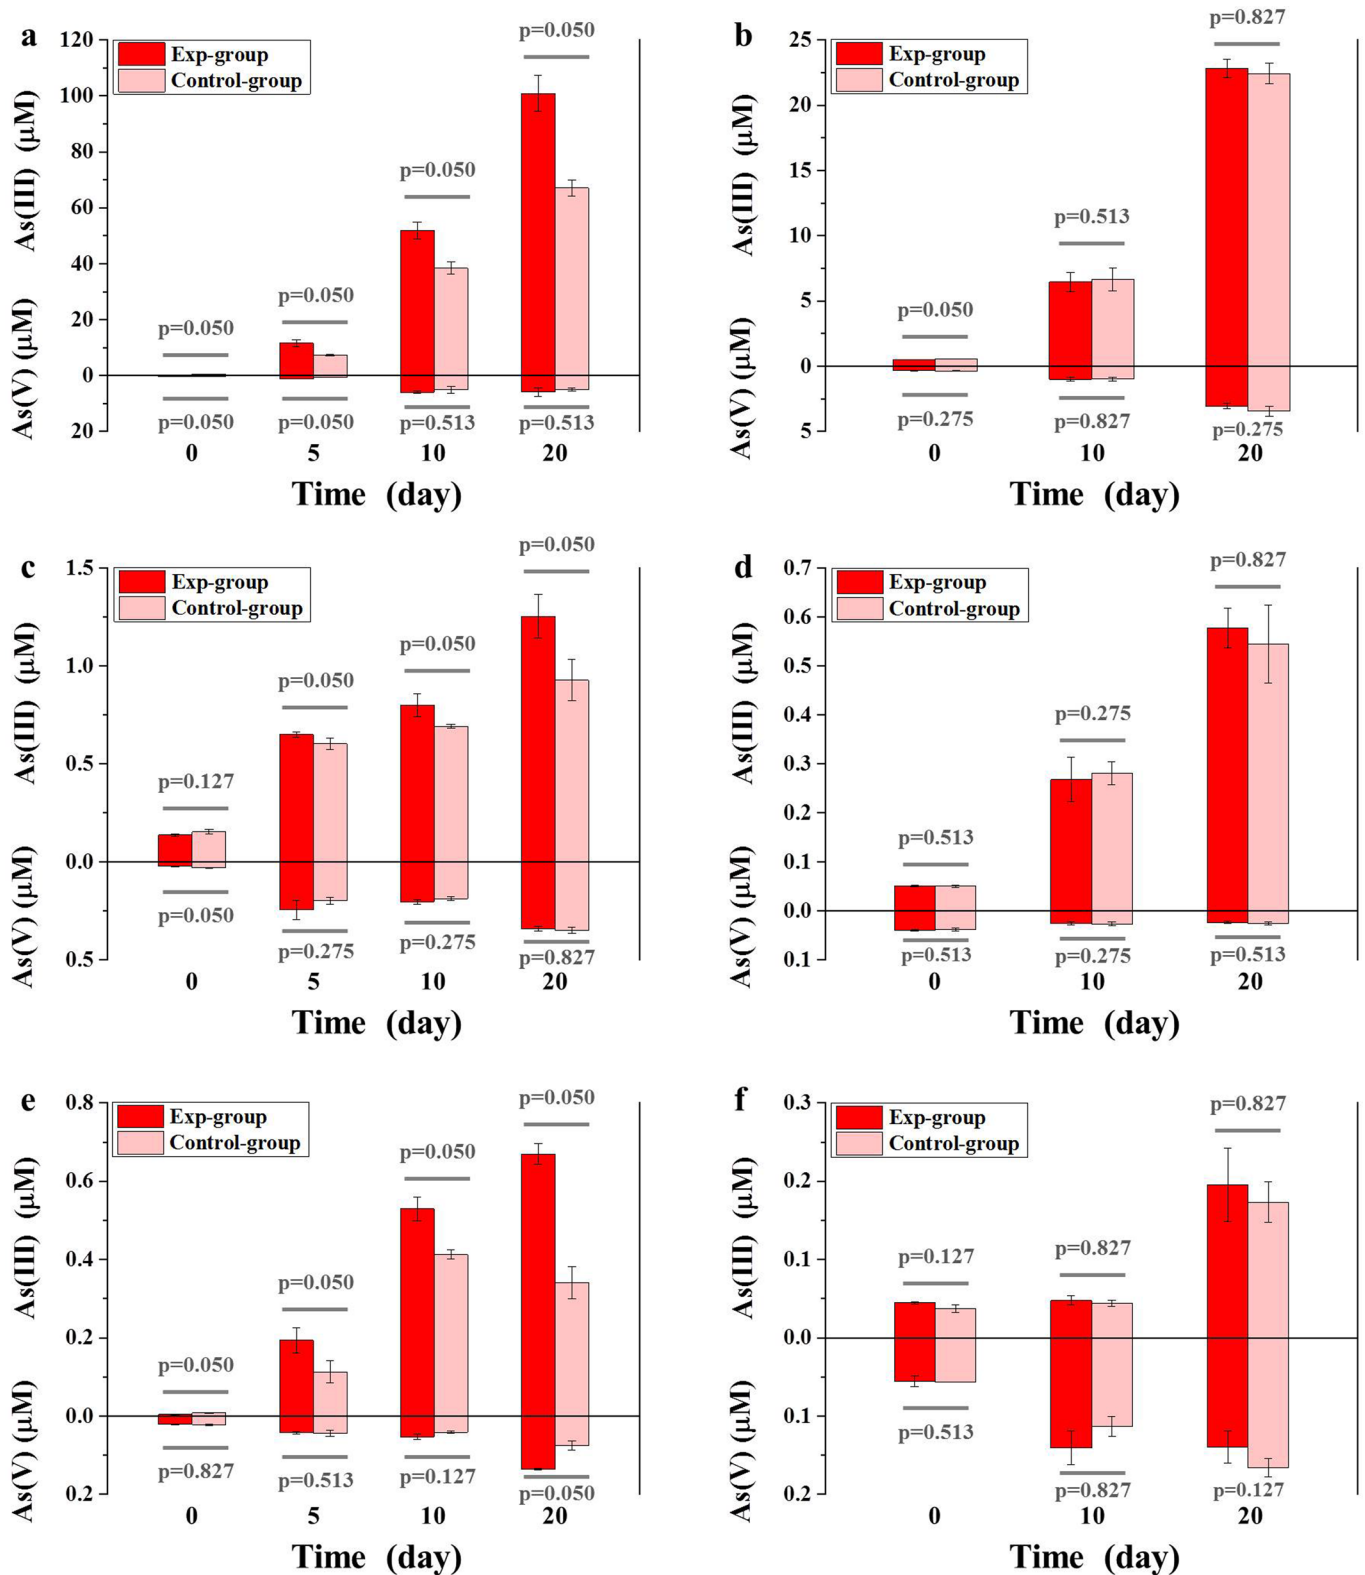 a
Exp-group
Control-group
As(III) (μM)
As(V) (μM)
120
100
80
60
40
20
0
20
p=0.050
p=0.050
p=0.050
p=0.050
p=0.050
p=0.050
p=0.513
p=0.513
0 5 10 20
Time (day)
b
Exp-group
Control-group
As(III) (μM)
As(V) (μM)
25
20
15
10
5
0
5
p=0.050
p=0.513
p=0.827
p=0.275
p=0.827
p=0.275
0 10 20
Time (day)
c
Exp-group
Control-group
As(III) (μM)
As(V) (μM)
1.5
1.0
0.5
0.0
0.5
p=0.127
p=0.050
p=0.050
p=0.050
p=0.050
p=0.275
p=0.275
p=0.827
0 5 10 20
Time (day)
d
Exp-group
Control-group
As(III) (μM)
As(V) (μM)
0.7
0.6
0.5
0.4
0.3
0.2
0.1
0.0
0.1
p=0.513
p=0.275
p=0.827
p=0.513
p=0.275
p=0.513
0 10 20
Time (day)
e
Exp-group
Control-group
As(III) (μM)
As(V) (μM)
0.8
0.6
0.4
0.2
0.0
0.2
p=0.050
p=0.050
p=0.050
p=0.050
p=0.827
p=0.513
p=0.127
p=0.050
0 5 10 20
Time (day)
f
Exp-group
Control-group
As(III) (μM)
As(V) (μM)
0.3
0.2
0.1
0.0
0.1
0.2
p=0.127
p=0.827
p=0.827
p=0.513
p=0.827
p=0.127
0 10 20
Time (day)